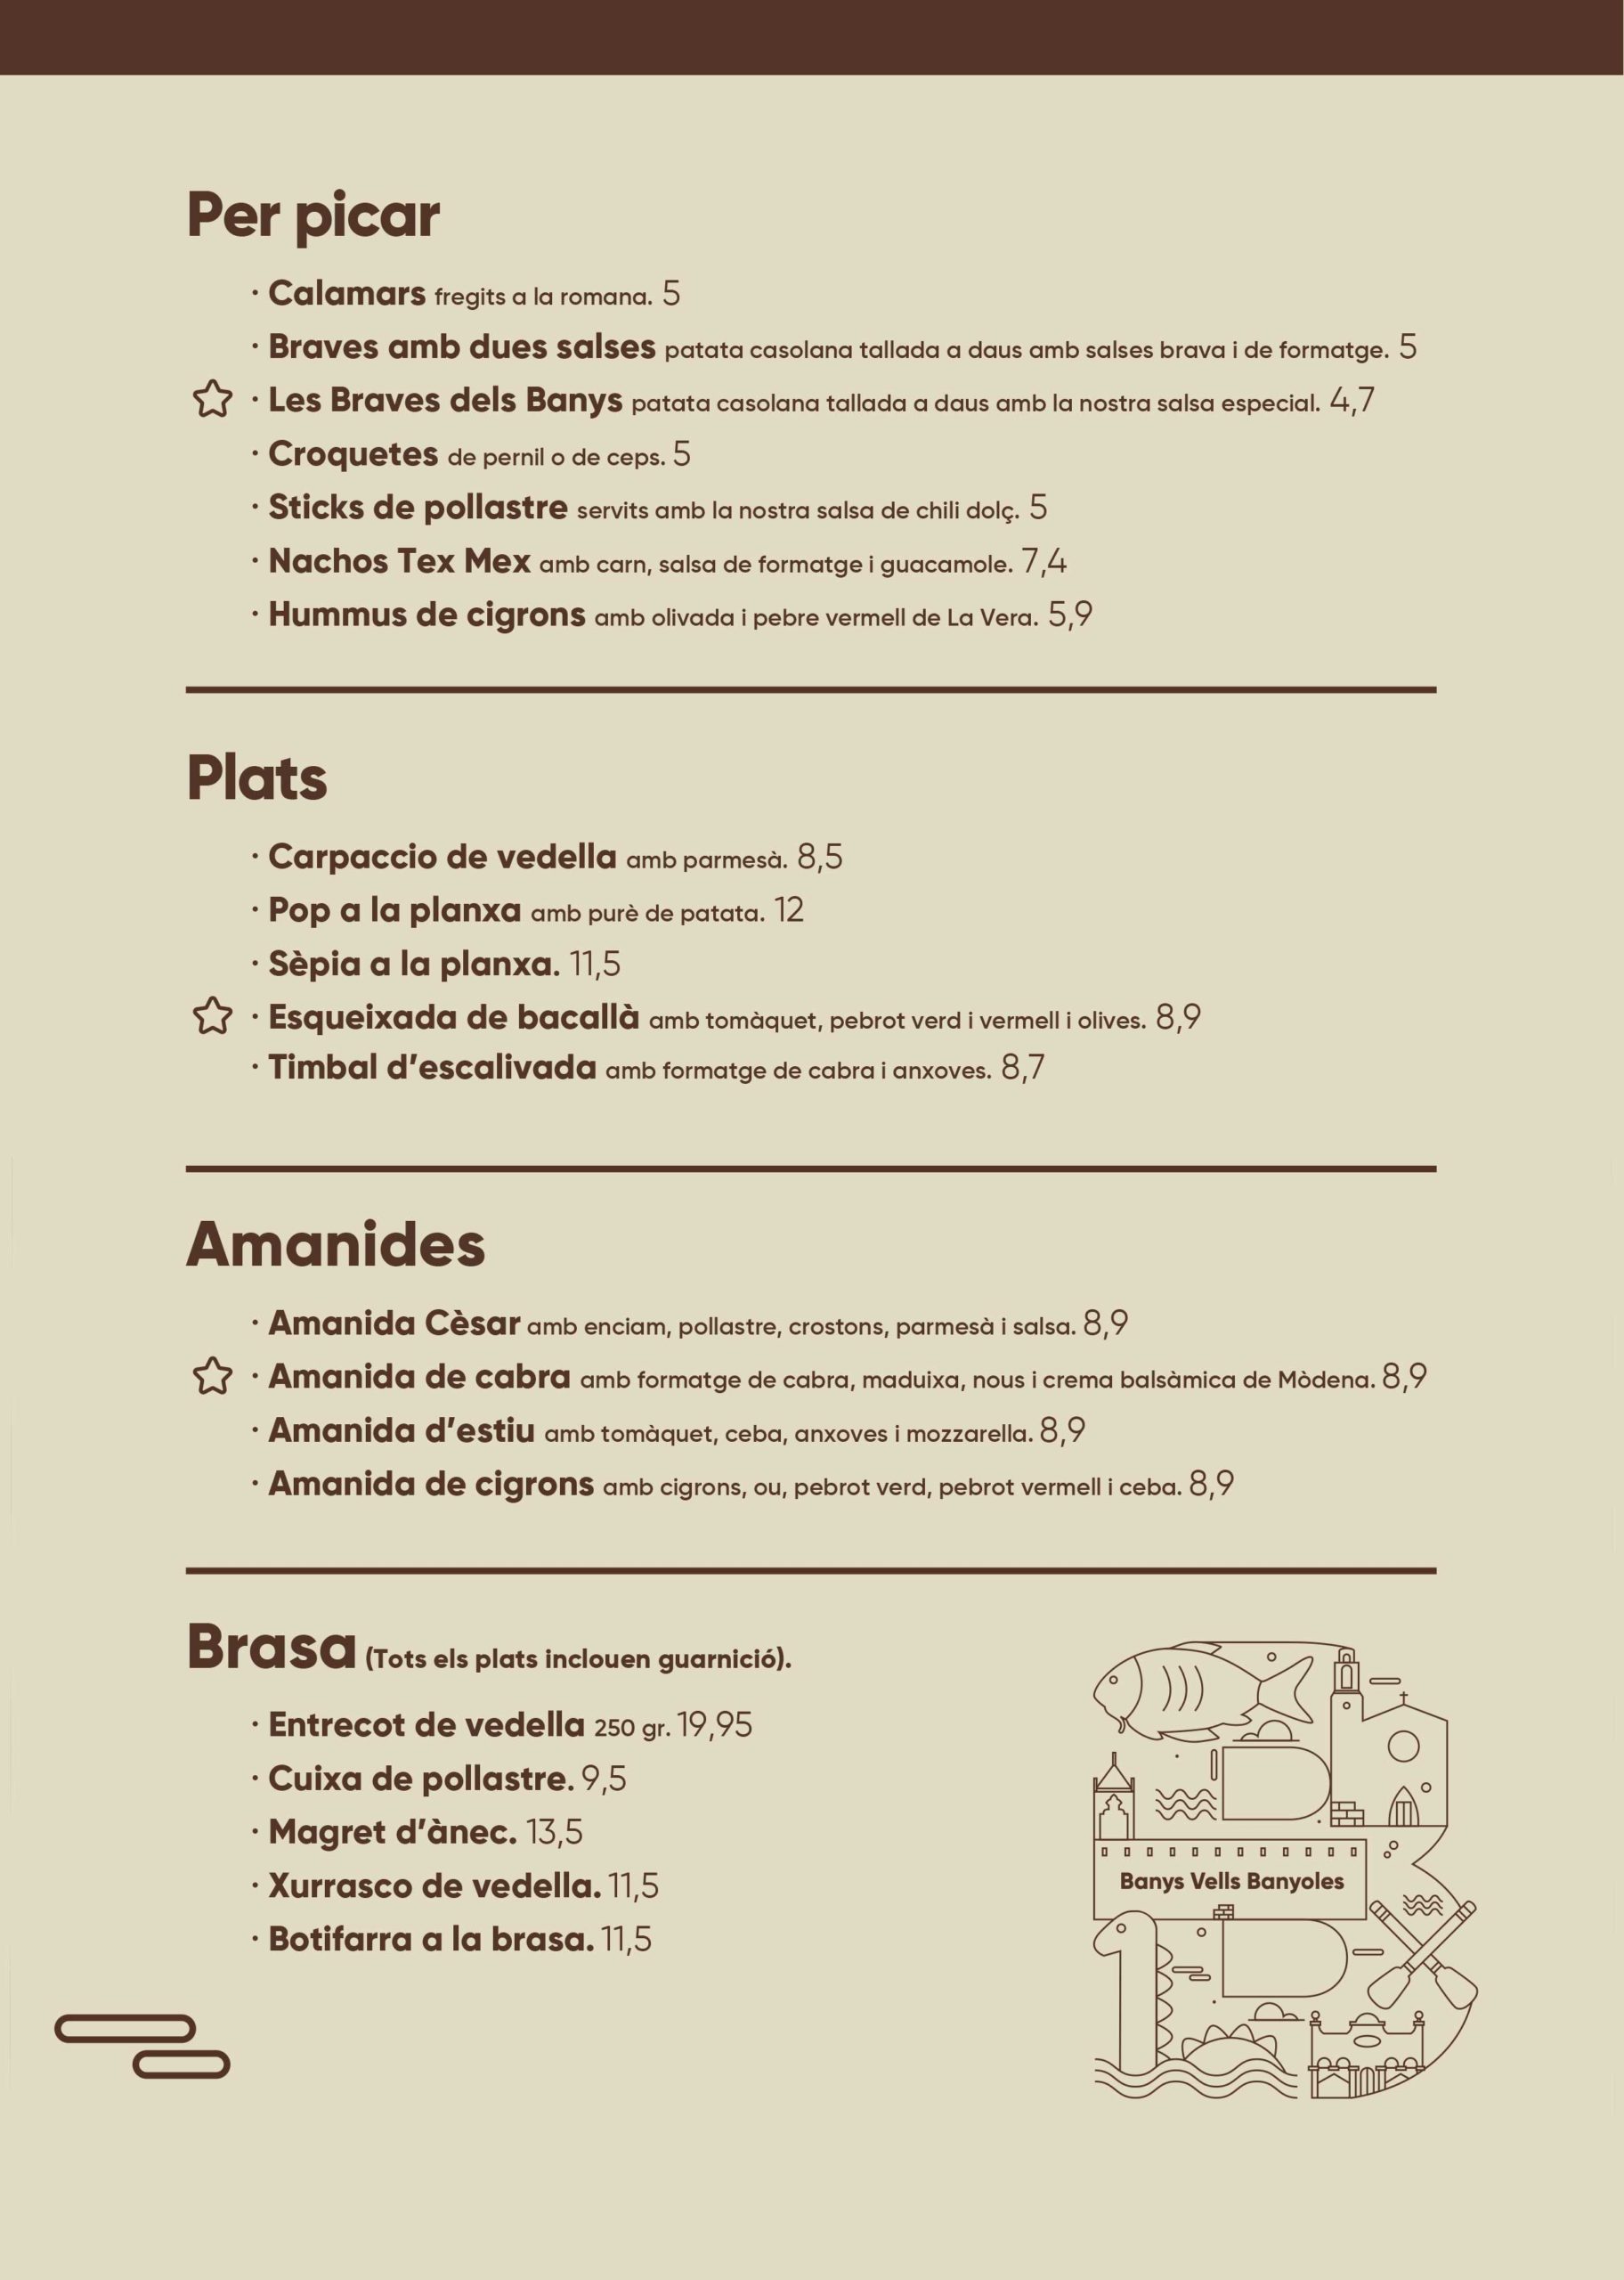 Per picar
· Calamars fregits a la romana. 5
· Braves amb dues salses patata casolana tallada a daus amb salses brava i de formatge. 5
· Les Braves dels Banys patata casolana tallada a daus amb la nostra salsa especial. 4,7
· Croquetes de pernil o de ceps. 5
· Sticks de pollastre servits amb la nostra salsa de chili dolç. 5
· Nachos Tex Mex amb carn, salsa de formatge i guacamole. 7,4
· Hummus de cigrons amb olivada i pebre vermell de La Vera. 5,9
Plats
· Carpaccio de vedella amb parmesà. 8,5
· Pop a la planxa amb purè de patata. 12
· Sèpia a la planxa. 11,5
· Esqueixada de bacallà amb tomàquet, pebrot verd i vermell i olives. 8,9
· Timbal d’escalivada amb formatge de cabra i anxoves. 8,7
Amanides
· Amanida Cèsar amb enciam, pollastre, crostons, parmesà i salsa. 8,9
· Amanida de cabra amb formatge de cabra, maduixa, nous i crema balsàmica de Mòdena. 8,9
· Amanida d’estiu amb tomàquet, ceba, anxoves i mozzarella. 8,9
· Amanida de cigrons amb cigrons, ou, pebrot verd, pebrot vermell i ceba. 8,9
Brasa (Tots els plats inclouen guarnició).
· Entrecot de vedella 250 gr. 19,95
· Cuixa de pollastre. 9,5
· Magret d’ànec. 13,5
· Xurrasco de vedella. 11,5
· Botifarra a la brasa. 11,5
Banys Vells Banyoles